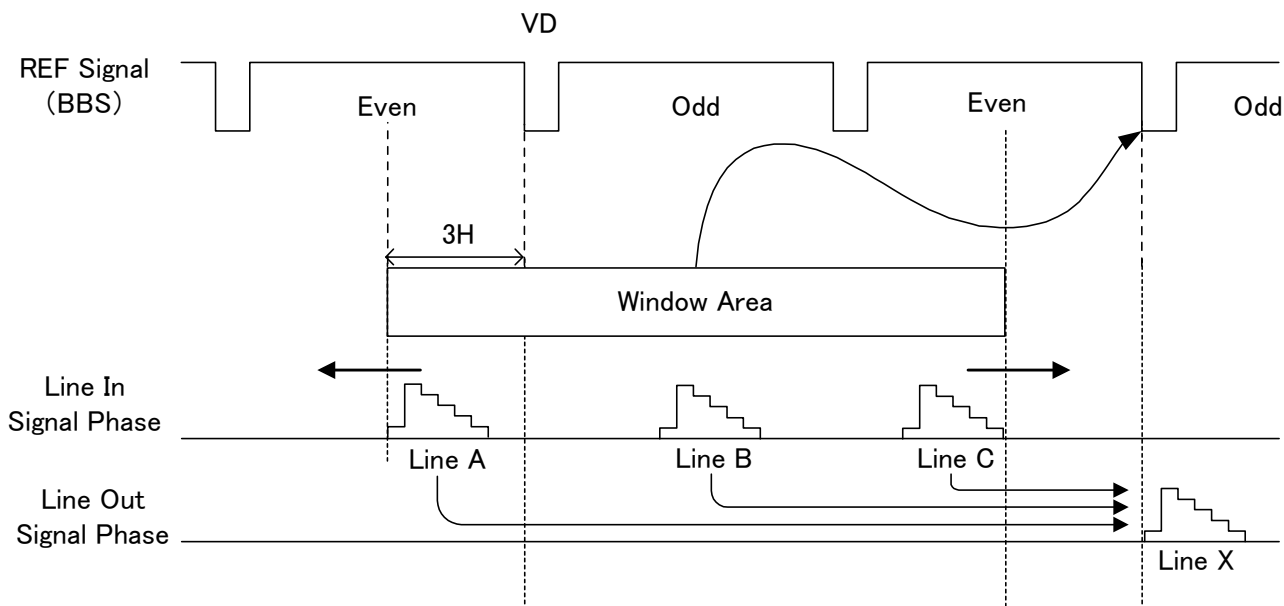 VD
REF Signal
（BBS）
Even
Odd
Even
Odd
3H
Window Area
Line In
Signal Phase
Line A
Line B
Line C
Line Out
Signal Phase
Line X